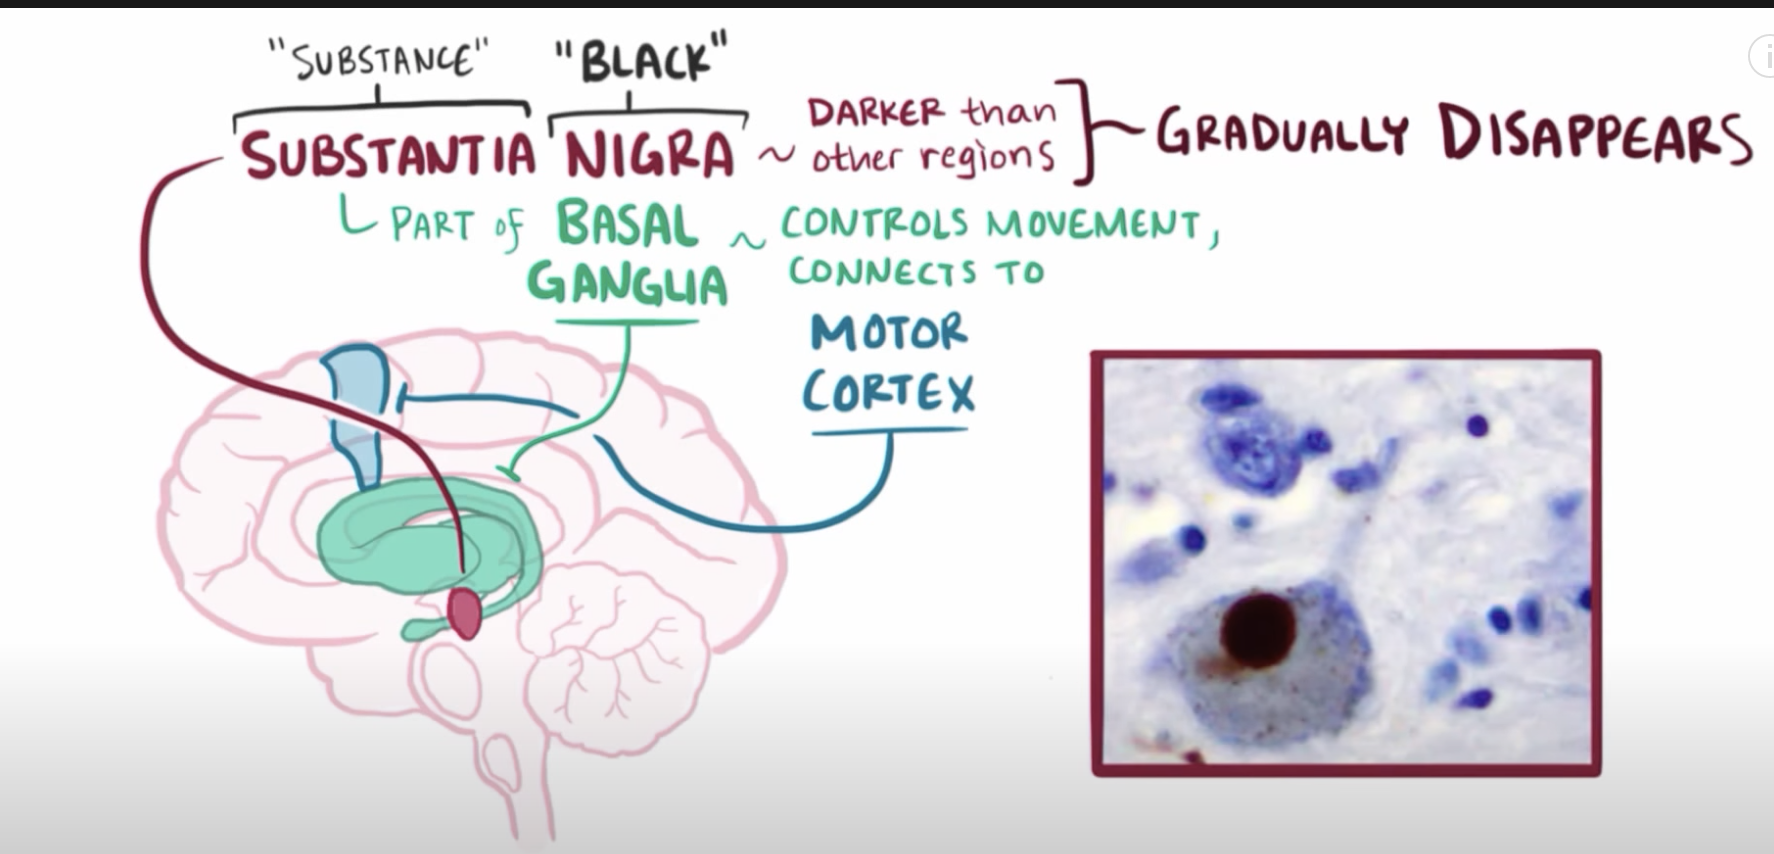 "SUBSTANCE" "BLACK"
SUBSTANTIA NIGRA ~ DARKER than
other regions
GRADUALLY DISAPPEARS
PART of BASAL
GANGLIA
~ CONTROLS MOVEMENT,
CONNECTS TO
MOTOR
CORTEX
i